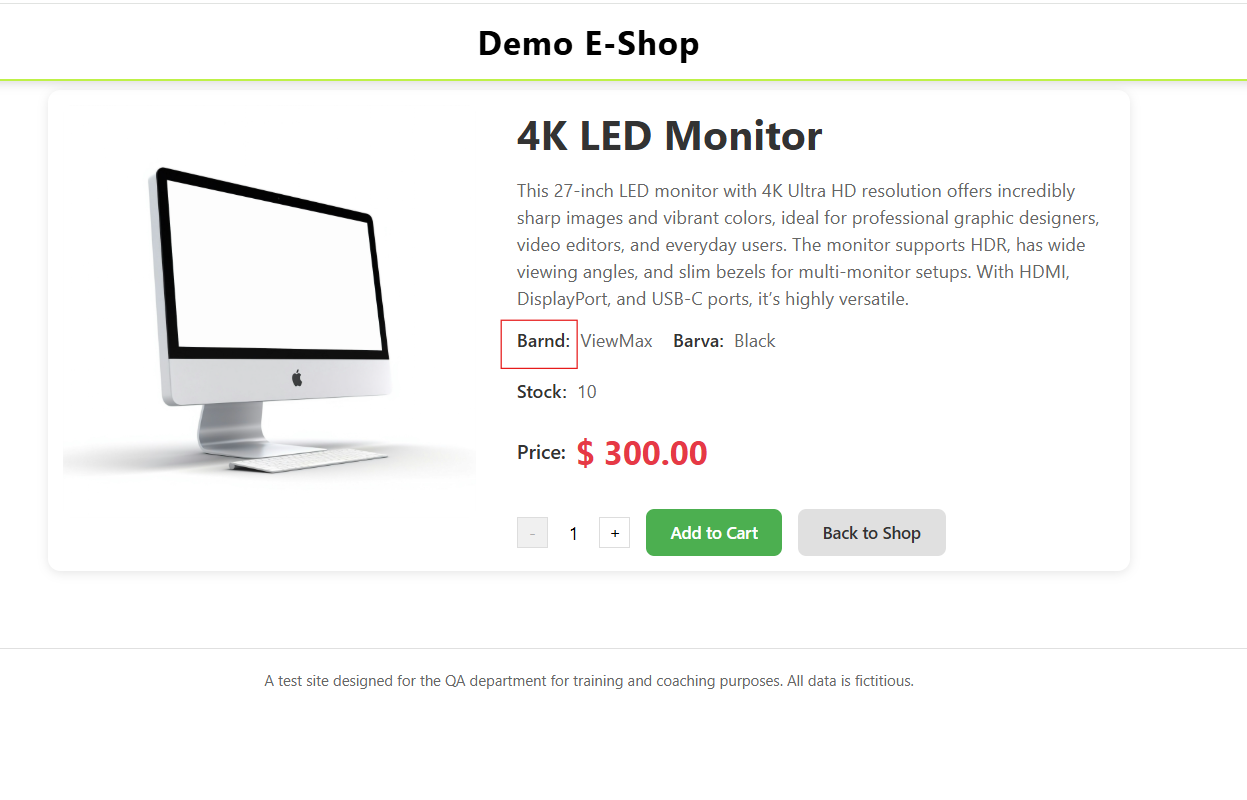 Demo E-Shop
4K LED Monitor
This 27-inch LED monitor with 4K Ultra HD resolution offers incredibly
sharp images and vibrant colors, ideal for professional graphic designers,
video editors, and everyday users. The monitor supports HDR, has wide
viewing angles, and slim bezels for multi-monitor setups. With HDMI,
DisplayPort, and USB-C ports, it’s highly versatile.
Barnd: ViewMax Barva: Black
Stock: 10
Price: $ 300.00
- 1 + Add to Cart Back to Shop
A test site designed for the QA department for training and coaching purposes. All data is fictitious.